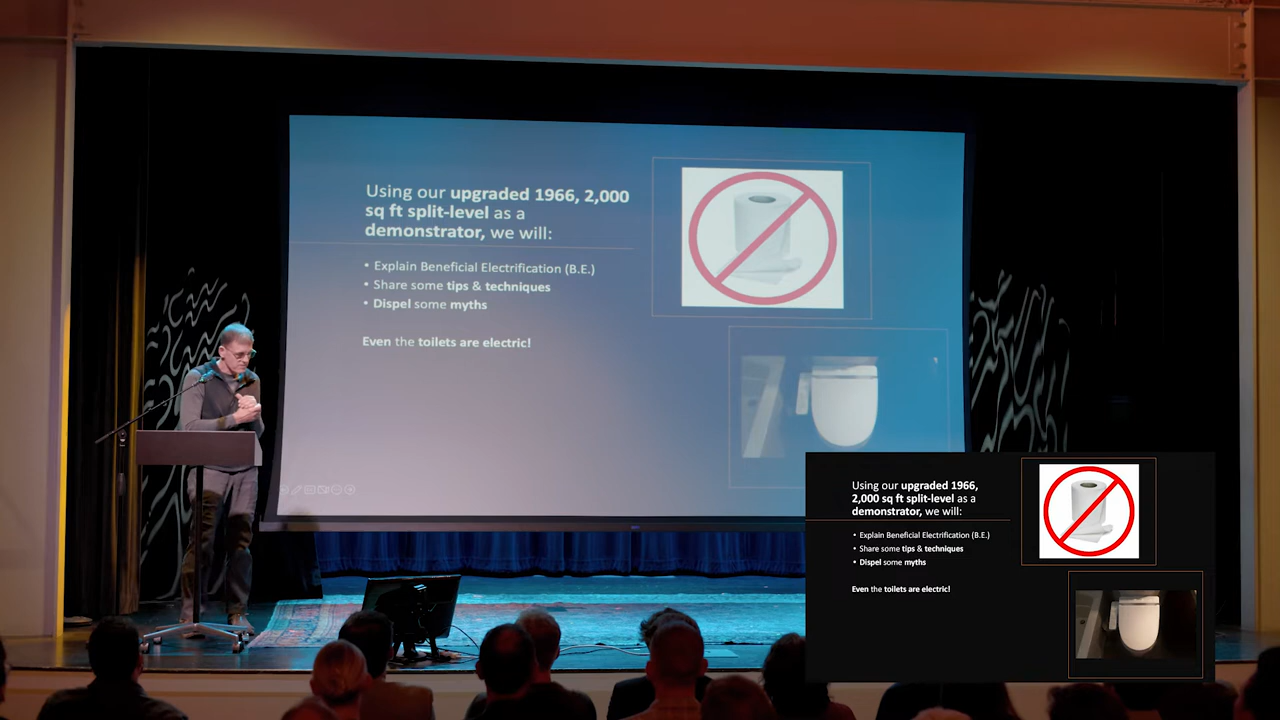 Using our upgraded 1966, 2,000
sq ft split-level as a
demonstrator, we will:
• Explain Beneficial Electrification (B.E.)
• Share some tips & techniques
• Dispel some myths
Even the toilets are electric!
Using our upgraded 1966,
2,000 sq ft split-level as a
demonstrator, we will:
• Explain Beneficial Electrification (B.E.)
• Share some tips & techniques
• Dispel some myths
Even the toilets are electric!